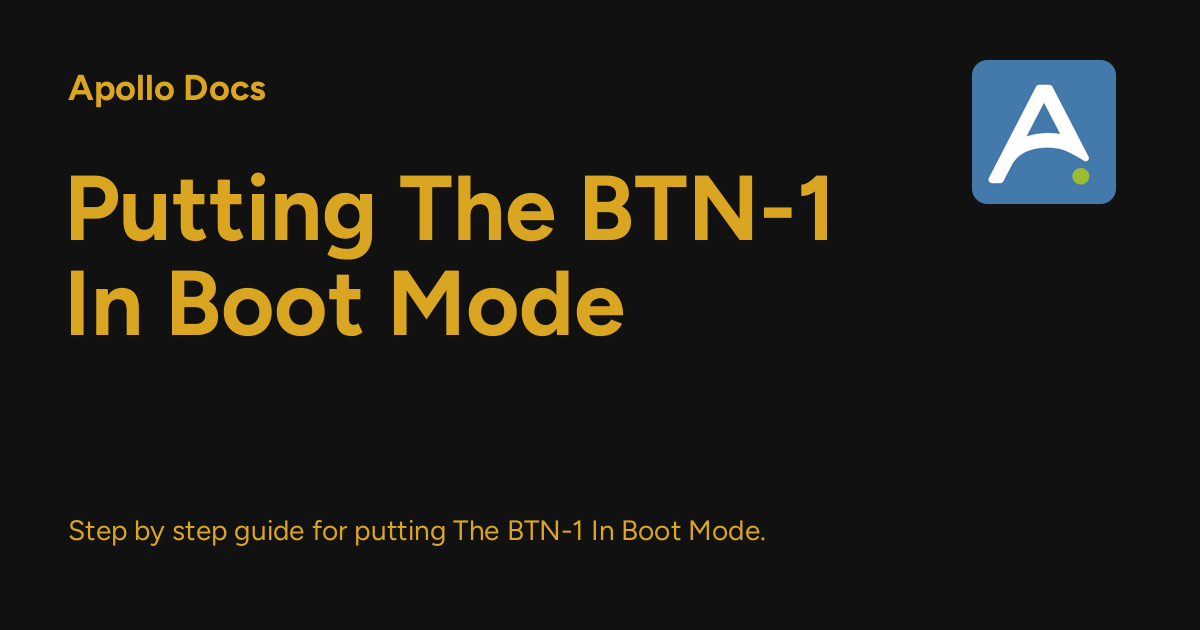 Apollo Docs
Putting The BTN-1
In Boot Mode
Step by step guide for putting The BTN-1 In Boot Mode.